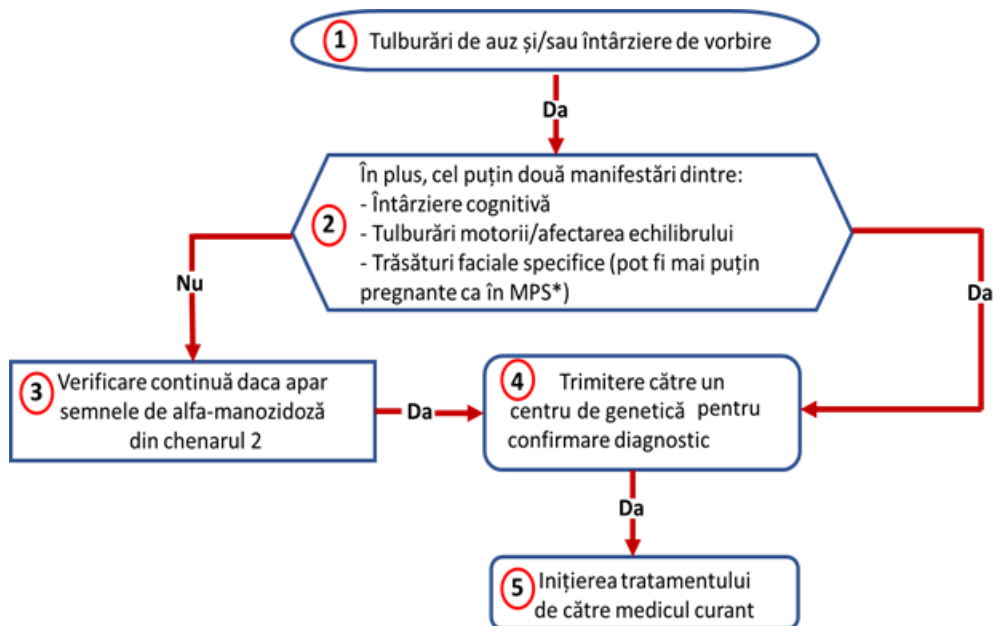 1 Tulburări de auz și/sau întârziere de vorbire
Da
În plus, cel puțin două manifestări dintre:
- Întârziere cognitivă
2 - Tulburări motorii/afectarea echilibrului
- Trăsături faciale specifice (pot fi mai puțin
pregnante ca în MPS*)
Nu
Da
3 Verificare continuă daca apar
semnele de alfa-manozidoză
din chenarul 2
Da
4 Trimitere către un
centru de genetică pentru
confirmare diagnostic
Da
5 Inițierea tratamentului
de către medicul curant